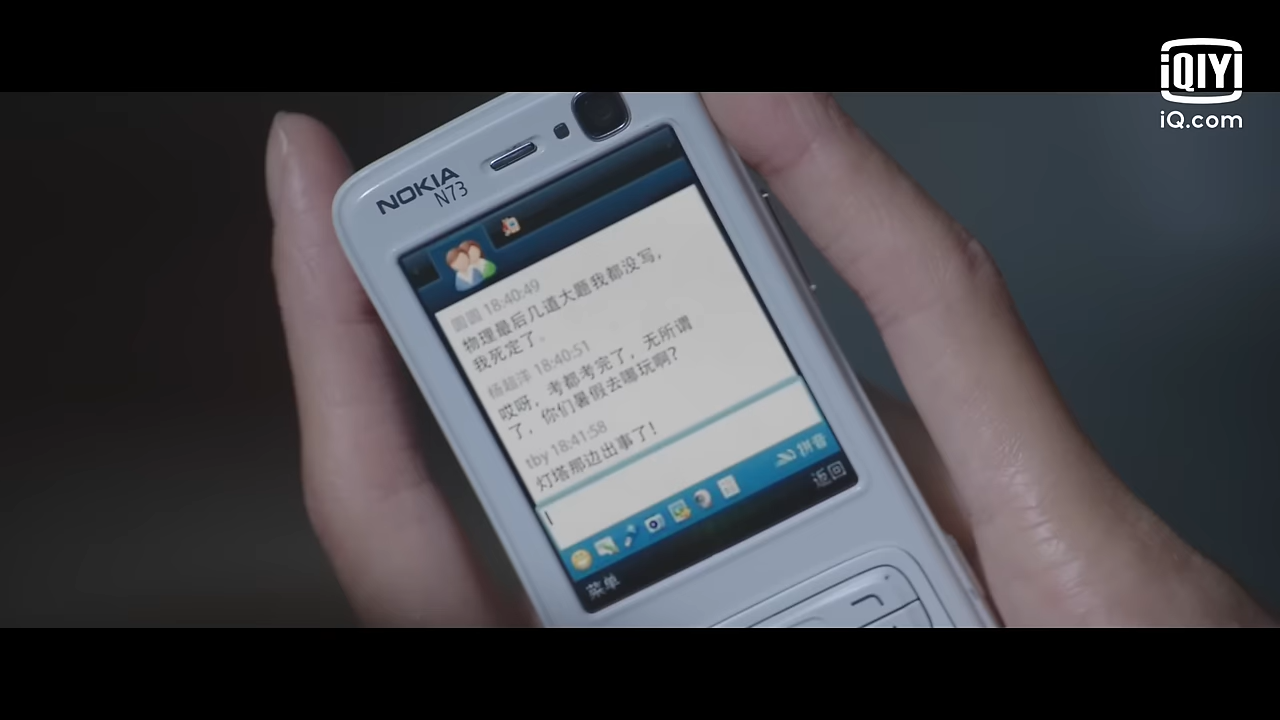 iQIYI
iQ.com
NOKIA
N73
圆圆 18:40:49
物理最后几道大题我都没写，
我死定了。
杨超洋 18:40:51
哎呀，考都考完了，无所谓
了，你们暑假去哪玩啊？
tby 18:41:58
灯塔那边出事了！
拼音
菜单
返回